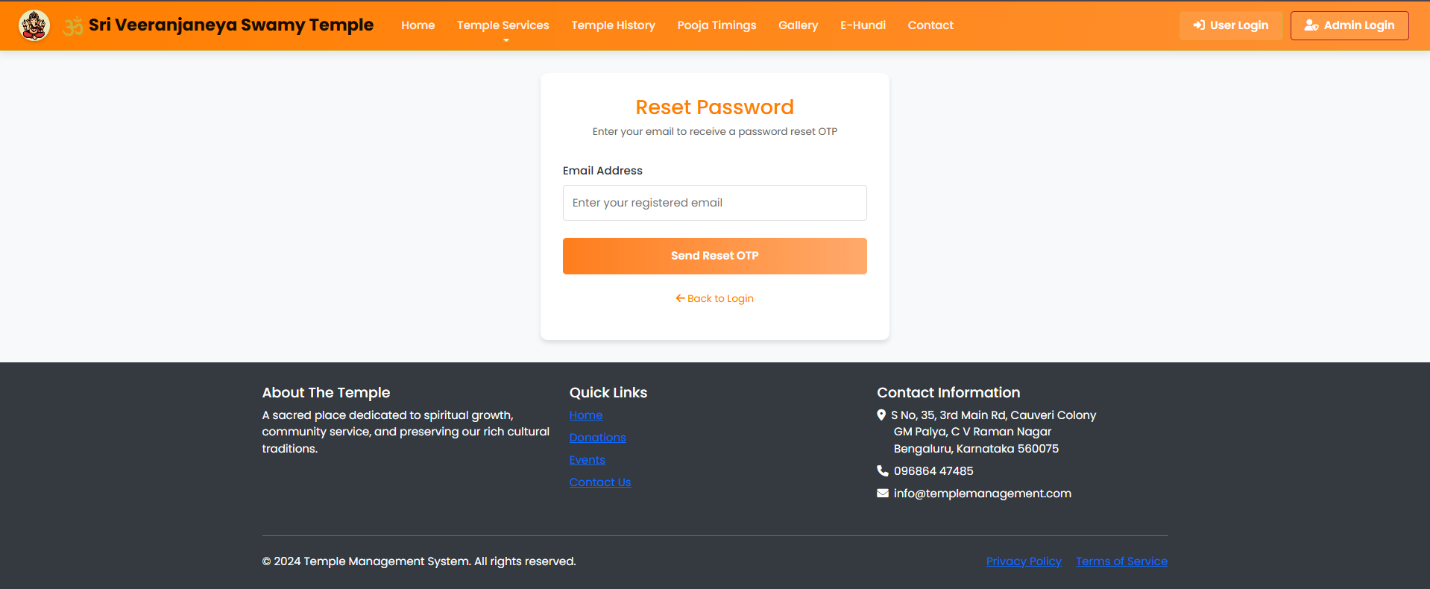 ॐ Sri Veeranjaneya Swamy Temple
Home
Temple Services
Temple History
Pooja Timings
Gallery
E-Hundi
Contact
User Login
Admin Login
Reset Password
Enter your email to receive a password reset OTP
Email Address
Enter your registered email
Send Reset OTP
Back to Login
About The Temple
A sacred place dedicated to spiritual growth,
community service, and preserving our rich cultural
traditions.
Quick Links
Home
Donations
Events
Contact Us
Contact Information
S No, 35, 3rd Main Rd, Cauveri Colony
GM Palya, C V Raman Nagar
Bengaluru, Karnataka 560075
096864 47485
info@templemanagement.com
© 2024 Temple Management System. All rights reserved.
Privacy Policy
Terms of Service